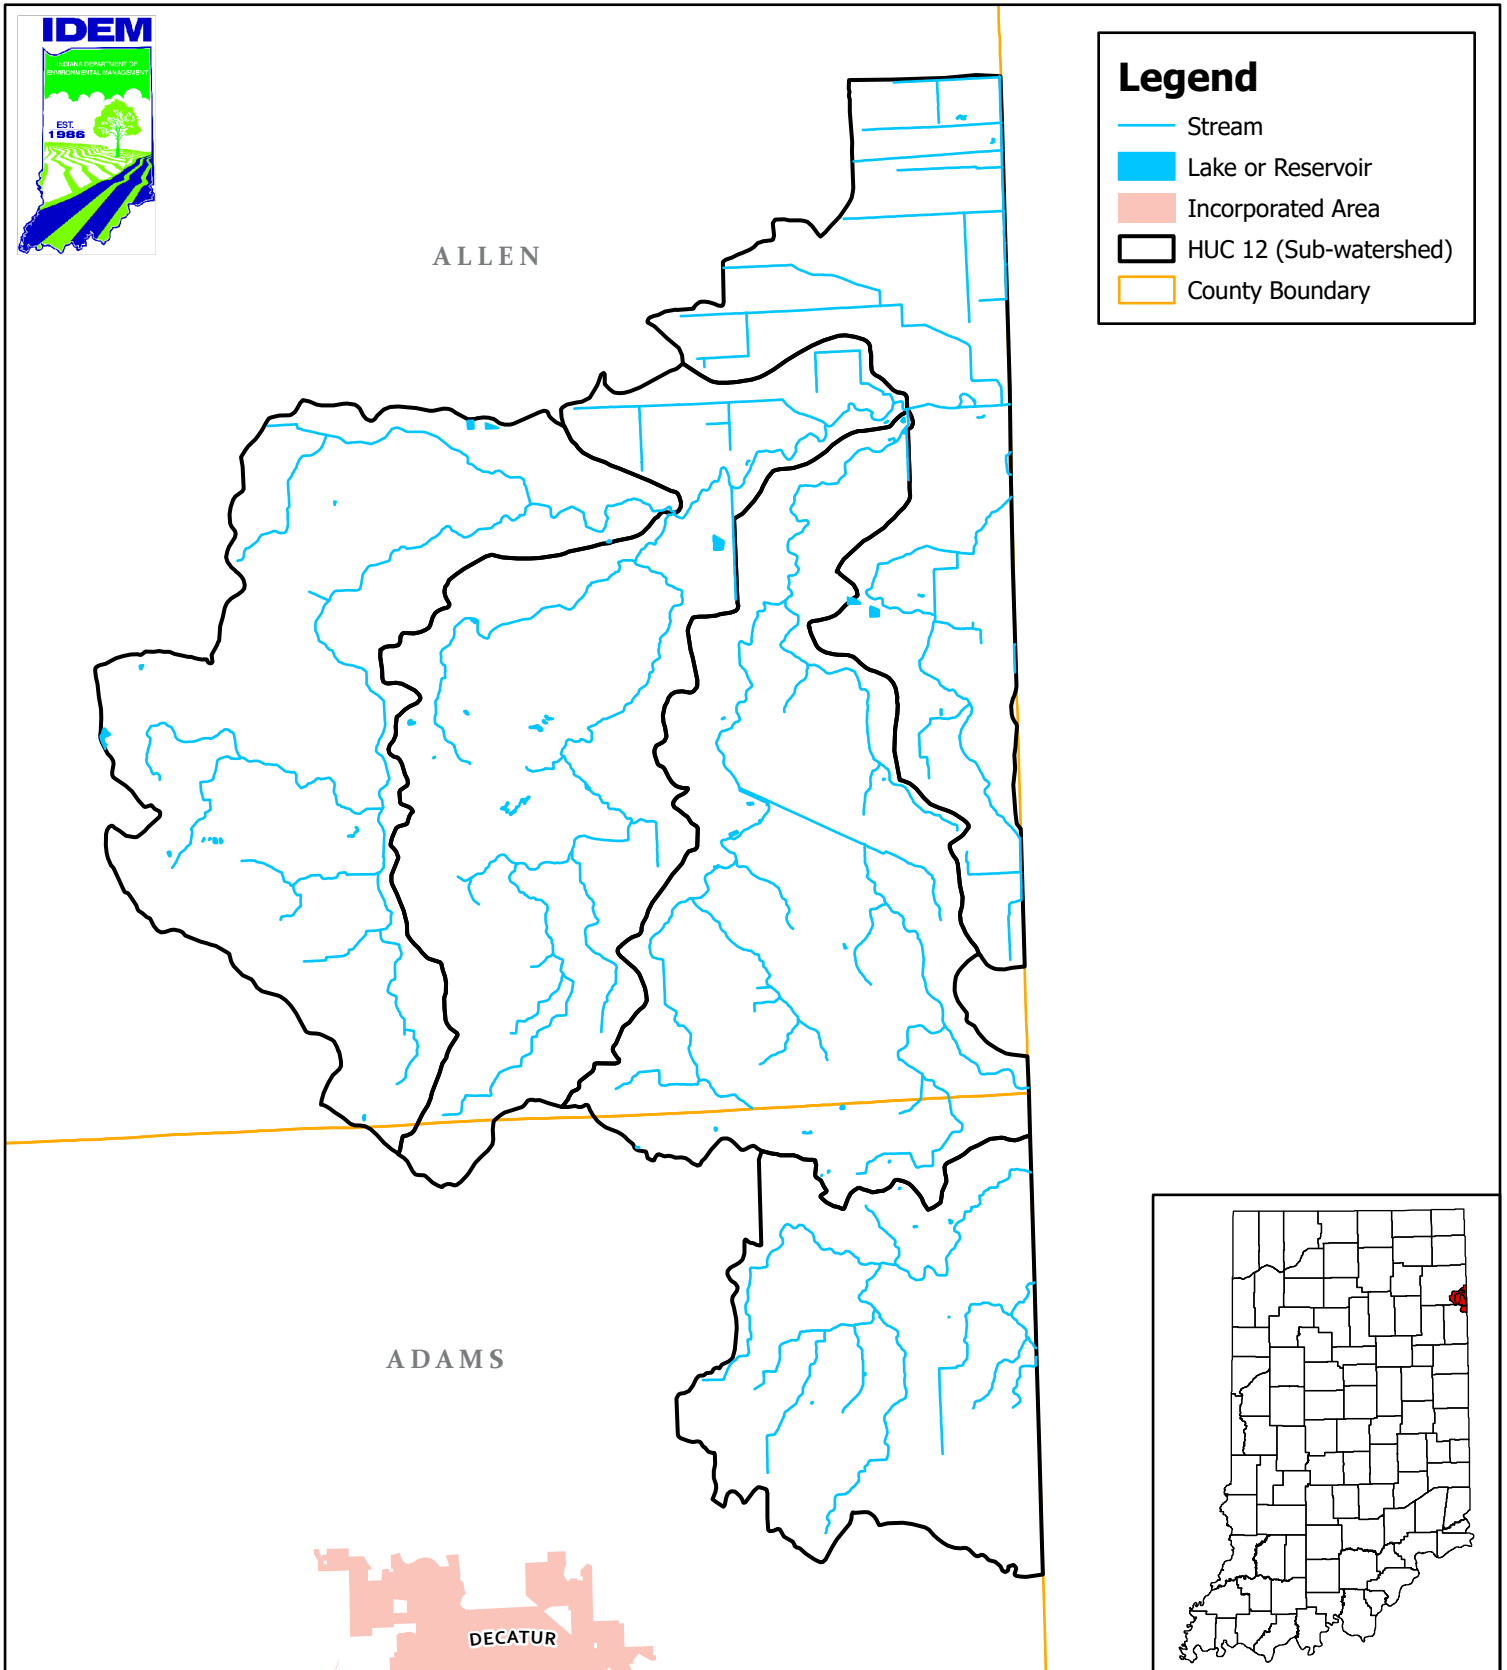 IDEM
INDIANA DEPARTMENT OF
ENVIRONMENTAL MANAGEMENT
EST.
1986
Legend
Stream
Lake or Reservoir
Incorporated Area
HUC 12 (Sub-watershed)
County Boundary
ALLEN
ADAMS
DECATUR